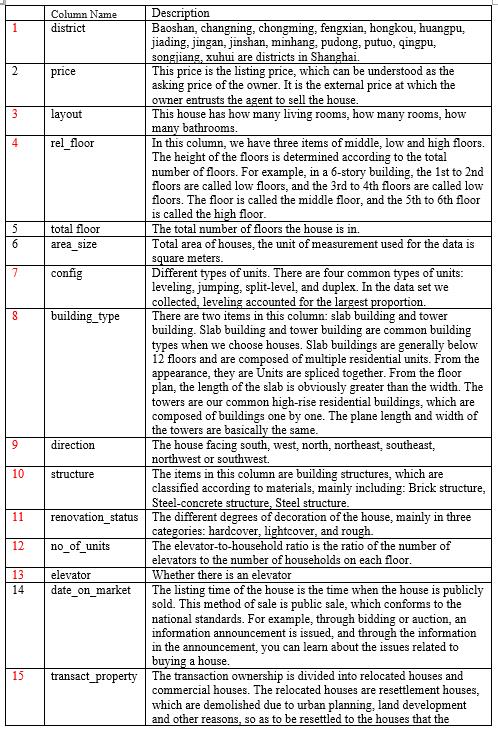 Column Name Description
1 district Baoshan, changning, chongming, fengxian, hongkou, huangpu,
jiading, jingan, jinshan, minhang, pudong, putuo, qingpu,
songjiang, xuhui are districts in Shanghai.
2 price This price is the listing price, which can be understood as the
asking price of the owner. It is the external price at which the
owner entrusts the agent to sell the house.
3 layout This house has how many living rooms, how many rooms, how
many bathrooms.
4 rel_floor In this column, we have three items of middle, low and high floors.
The height of the floors is determined according to the total
number of floors. For example, in a 6-story building, the 1st to 2nd
floors are called low floors, and the 3rd to 4th floors are called low
floors. The floor is called the middle floor, and the 5th to 6th floor
is called the high floor.
5 total floor The total number of floors the house is in.
6 area_size Total area of houses, the unit of measurement used for the data is
square meters.
7 config Different types of units. There are four common types of units:
leveling, jumping, split-level, and duplex. In the data set we
collected, leveling accounted for the largest proportion.
8 building_type There are two items in this column: slab building and tower
building. Slab building and tower building are common building
types when we choose houses. Slab buildings are generally below
12 floors and are composed of multiple residential units. From the
appearance, they are Units are spliced together. From the floor
plan, the length of the slab is obviously greater than the width. The
towers are our common high-rise residential buildings, which are
composed of buildings one by one. The plane length and width of
the towers are basically the same.
9 direction The house facing south, west, north, northeast, southeast,
northwest or southwest.
10 structure The items in this column are building structures, which are
classified according to materials, mainly including: Brick structure,
Steel-concrete structure, Steel structure.
11 renovation_status The different degrees of decoration of the house, mainly in three
categories: hardcover, lightcover, and rough.
12 no_of_units The elevator-to-household ratio is the ratio of the number of
elevators to the number of households on each floor.
13 elevator Whether there is an elevator
14 date_on_market The listing time of the house is the time when the house is publicly
sold. This method of sale is public sale, which conforms to the
national standards. For example, through bidding or auction, an
information announcement is issued, and through the information
in the announcement, you can learn about the issues related to
buying a house.
15 transact_property The transaction ownership is divided into relocated houses and
commercial houses. The relocated houses are resettlement houses,
which are demolished due to urban planning, land development
and other reasons, so as to be resettled to the houses that the